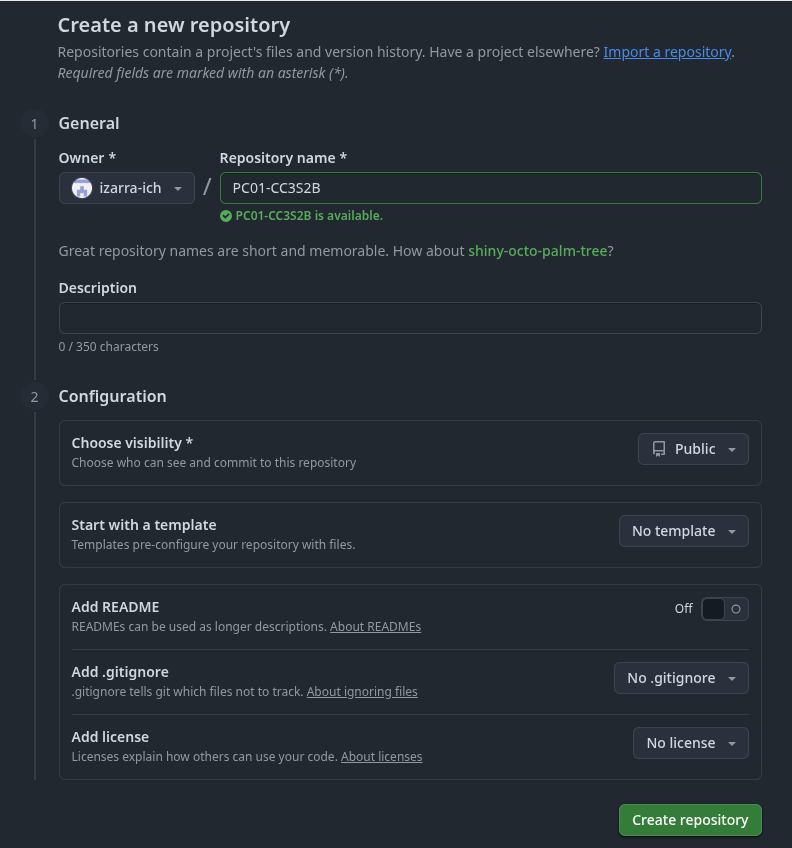 Create a new repository
Repositories contain a project's files and version history. Have a project elsewhere? Import a repository.
Required fields are marked with an asterisk (*).
1 General
Owner * Repository name *
izarra-ich / PC01-CC3S2B
PC01-CC3S2B is available.
Great repository names are short and memorable. How about shiny-octo-palm-tree?
Description
0 / 350 characters
2 Configuration
Choose visibility * Public
Choose who can see and commit to this repository
Start with a template No template
Templates pre-configure your repository with files.
Add README Off
READMEs can be used as longer descriptions. About READMEs
Add .gitignore No .gitignore
.gitignore tells git which files not to track. About ignoring files
Add license No license
Licenses explain how others can use your code. About licenses
Create repository